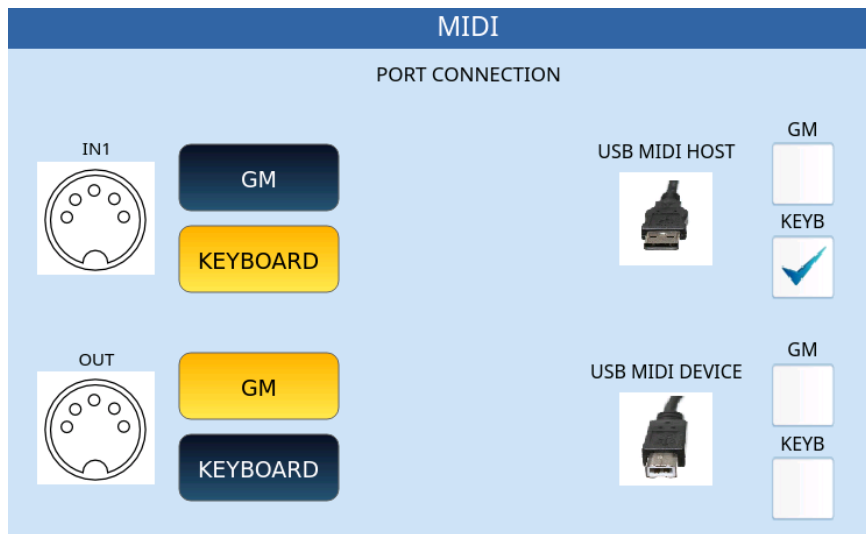 MIDI
PORT CONNECTION
IN1
GM
KEYBOARD
USB MIDI HOST
GM
KEYB
OUT
GM
KEYBOARD
USB MIDI DEVICE
GM
KEYB